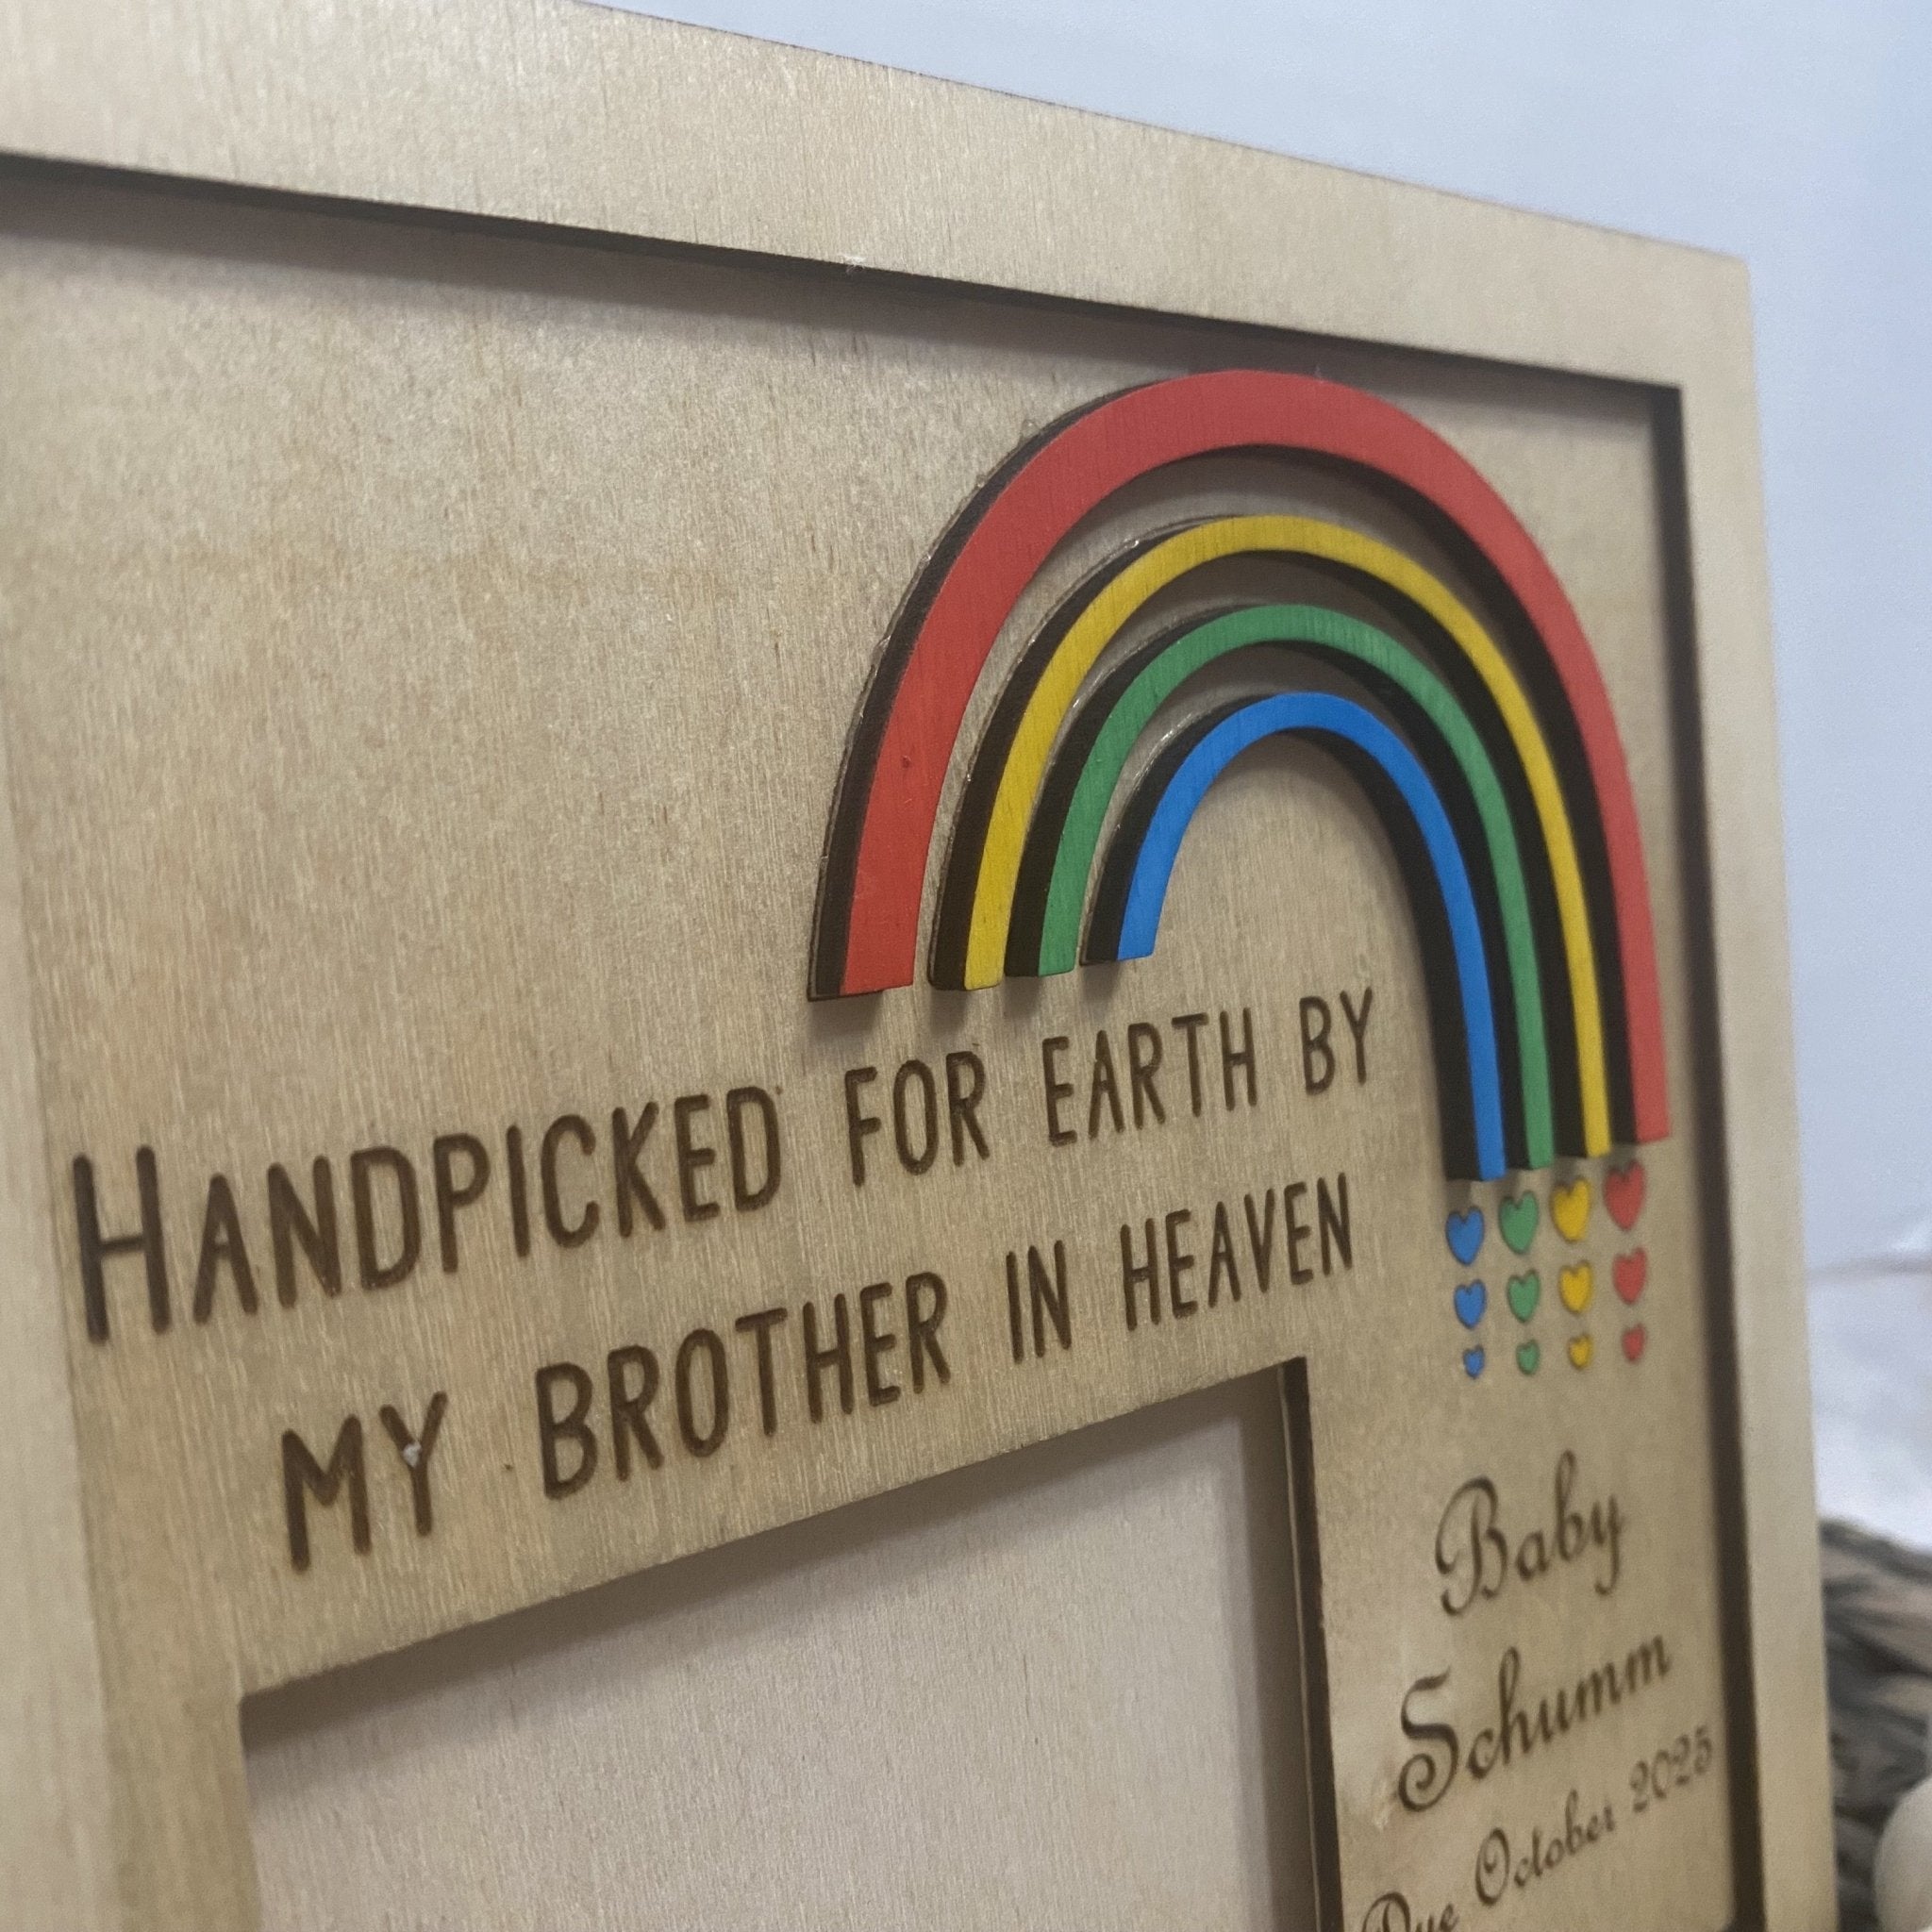 HANDPICKED FOR EARTH BY
MY BROTHER IN HEAVEN
Baby
Schumm
Due October 2025